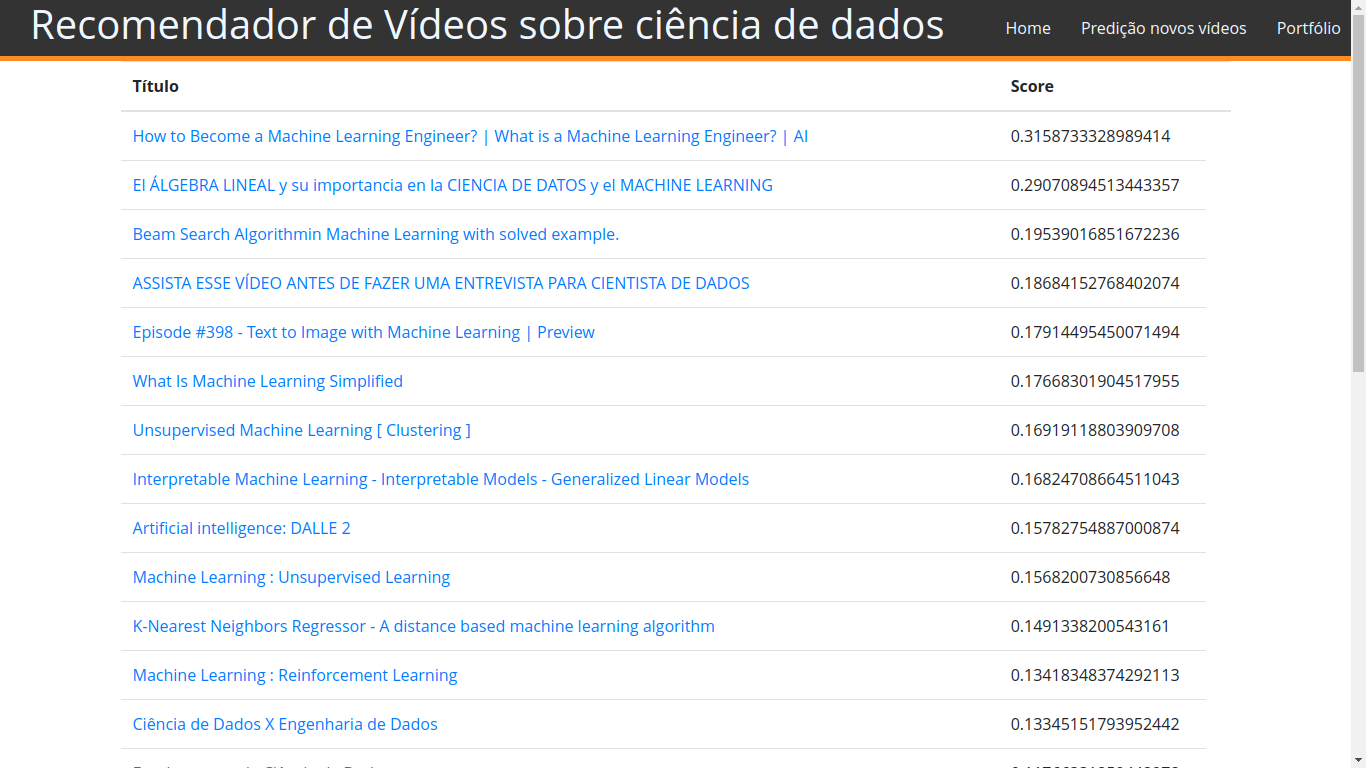 Recomendador de Vídeos sobre ciência de dados Home Predição novos vídeos Portfólio
Título Score
How to Become a Machine Learning Engineer? | What is a Machine Learning Engineer? | AI 0.3158733328989414
El ÁLGEBRA LINEAL y su importancia en la CIENCIA DE DATOS y el MACHINE LEARNING 0.29070894513443357
Beam Search Algorithmin Machine Learning with solved example. 0.19539016851672236
ASSISTA ESSE VÍDEO ANTES DE FAZER UMA ENTREVISTA PARA CIENTISTA DE DADOS 0.18684152768402074
Episode #398 - Text to Image with Machine Learning | Preview 0.17914495450071494
What Is Machine Learning Simplified 0.17668301904517955
Unsupervised Machine Learning [ Clustering ] 0.16919118803909708
Interpretable Machine Learning - Interpretable Models - Generalized Linear Models 0.16824708664511043
Artificial intelligence: DALLE 2 0.15782754887000874
Machine Learning : Unsupervised Learning 0.1568200730856648
K-Nearest Neighbors Regressor - A distance based machine learning algorithm 0.1491338200543161
Machine Learning : Reinforcement Learning 0.13418348374292113
Ciência de Dados X Engenharia de Dados 0.13345151793952442